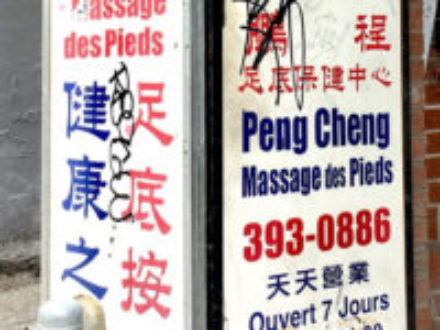 Massage
des Pieds
足底按
健康之
鵬程
足底保健中心
Peng Cheng
Massage des Pieds
393-0886
天天營業
Ouvert 7 Jours